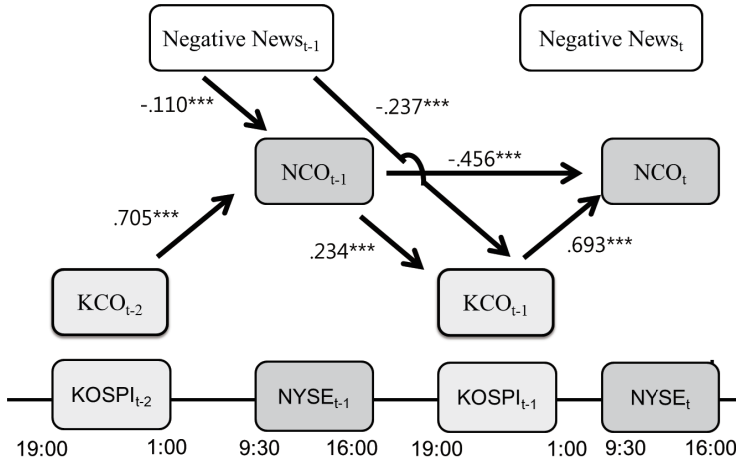 Negative News_{t-1} Negative News_t
-.110*** -.237***
NCO_{t-1} -.456*** NCO_t
.705*** .234*** .693***
KCO_{t-2} KCO_{t-1}
KOSPI_{t-2} NYSE_{t-1} KOSPI_{t-1} NYSE_t
19:00 1:00 9:30 16:00 19:00 1:00 9:30 16:00